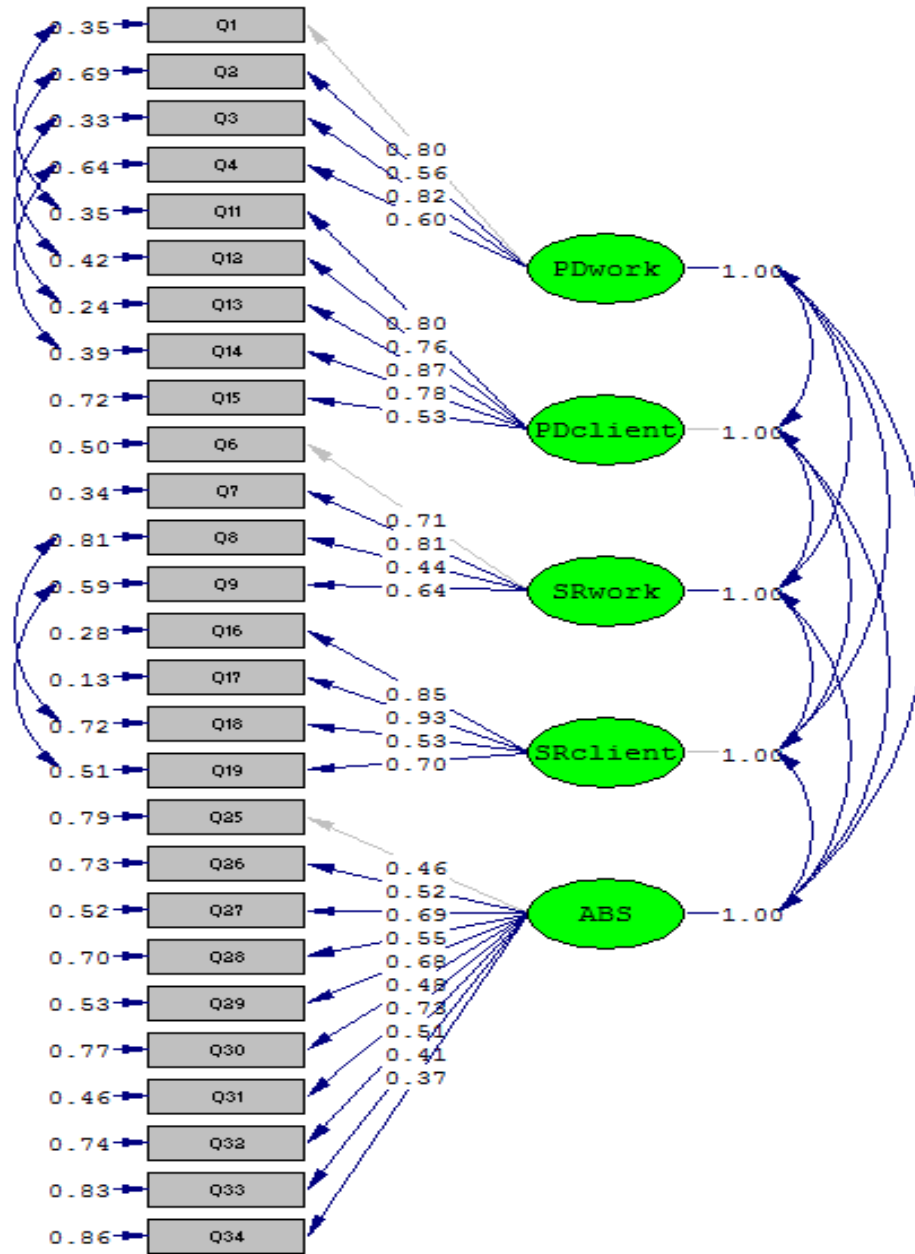 0.35 Q1
0.69 Q2
0.33 Q3
0.64 Q4
0.35 Q11
0.42 Q12
0.24 Q13
0.39 Q14
0.72 Q15
0.50 Q6
0.34 Q7
0.81 Q8
0.59 Q9
0.28 Q16
0.13 Q17
0.72 Q18
0.51 Q19
0.79 Q25
0.73 Q26
0.52 Q27
0.70 Q28
0.53 Q29
0.77 Q30
0.46 Q31
0.74 Q32
0.83 Q33
0.86 Q34
0.80
0.56
0.82
0.60
0.80
0.76
0.87
0.78
0.53
0.71
0.81
0.44
0.64
0.85
0.93
0.53
0.70
0.46
0.52
0.69
0.55
0.68
0.48
0.73
0.51
0.41
0.37
PDwork 1.00
PDclient 1.00
SRwork 1.00
SRclient 1.00
ABS 1.00